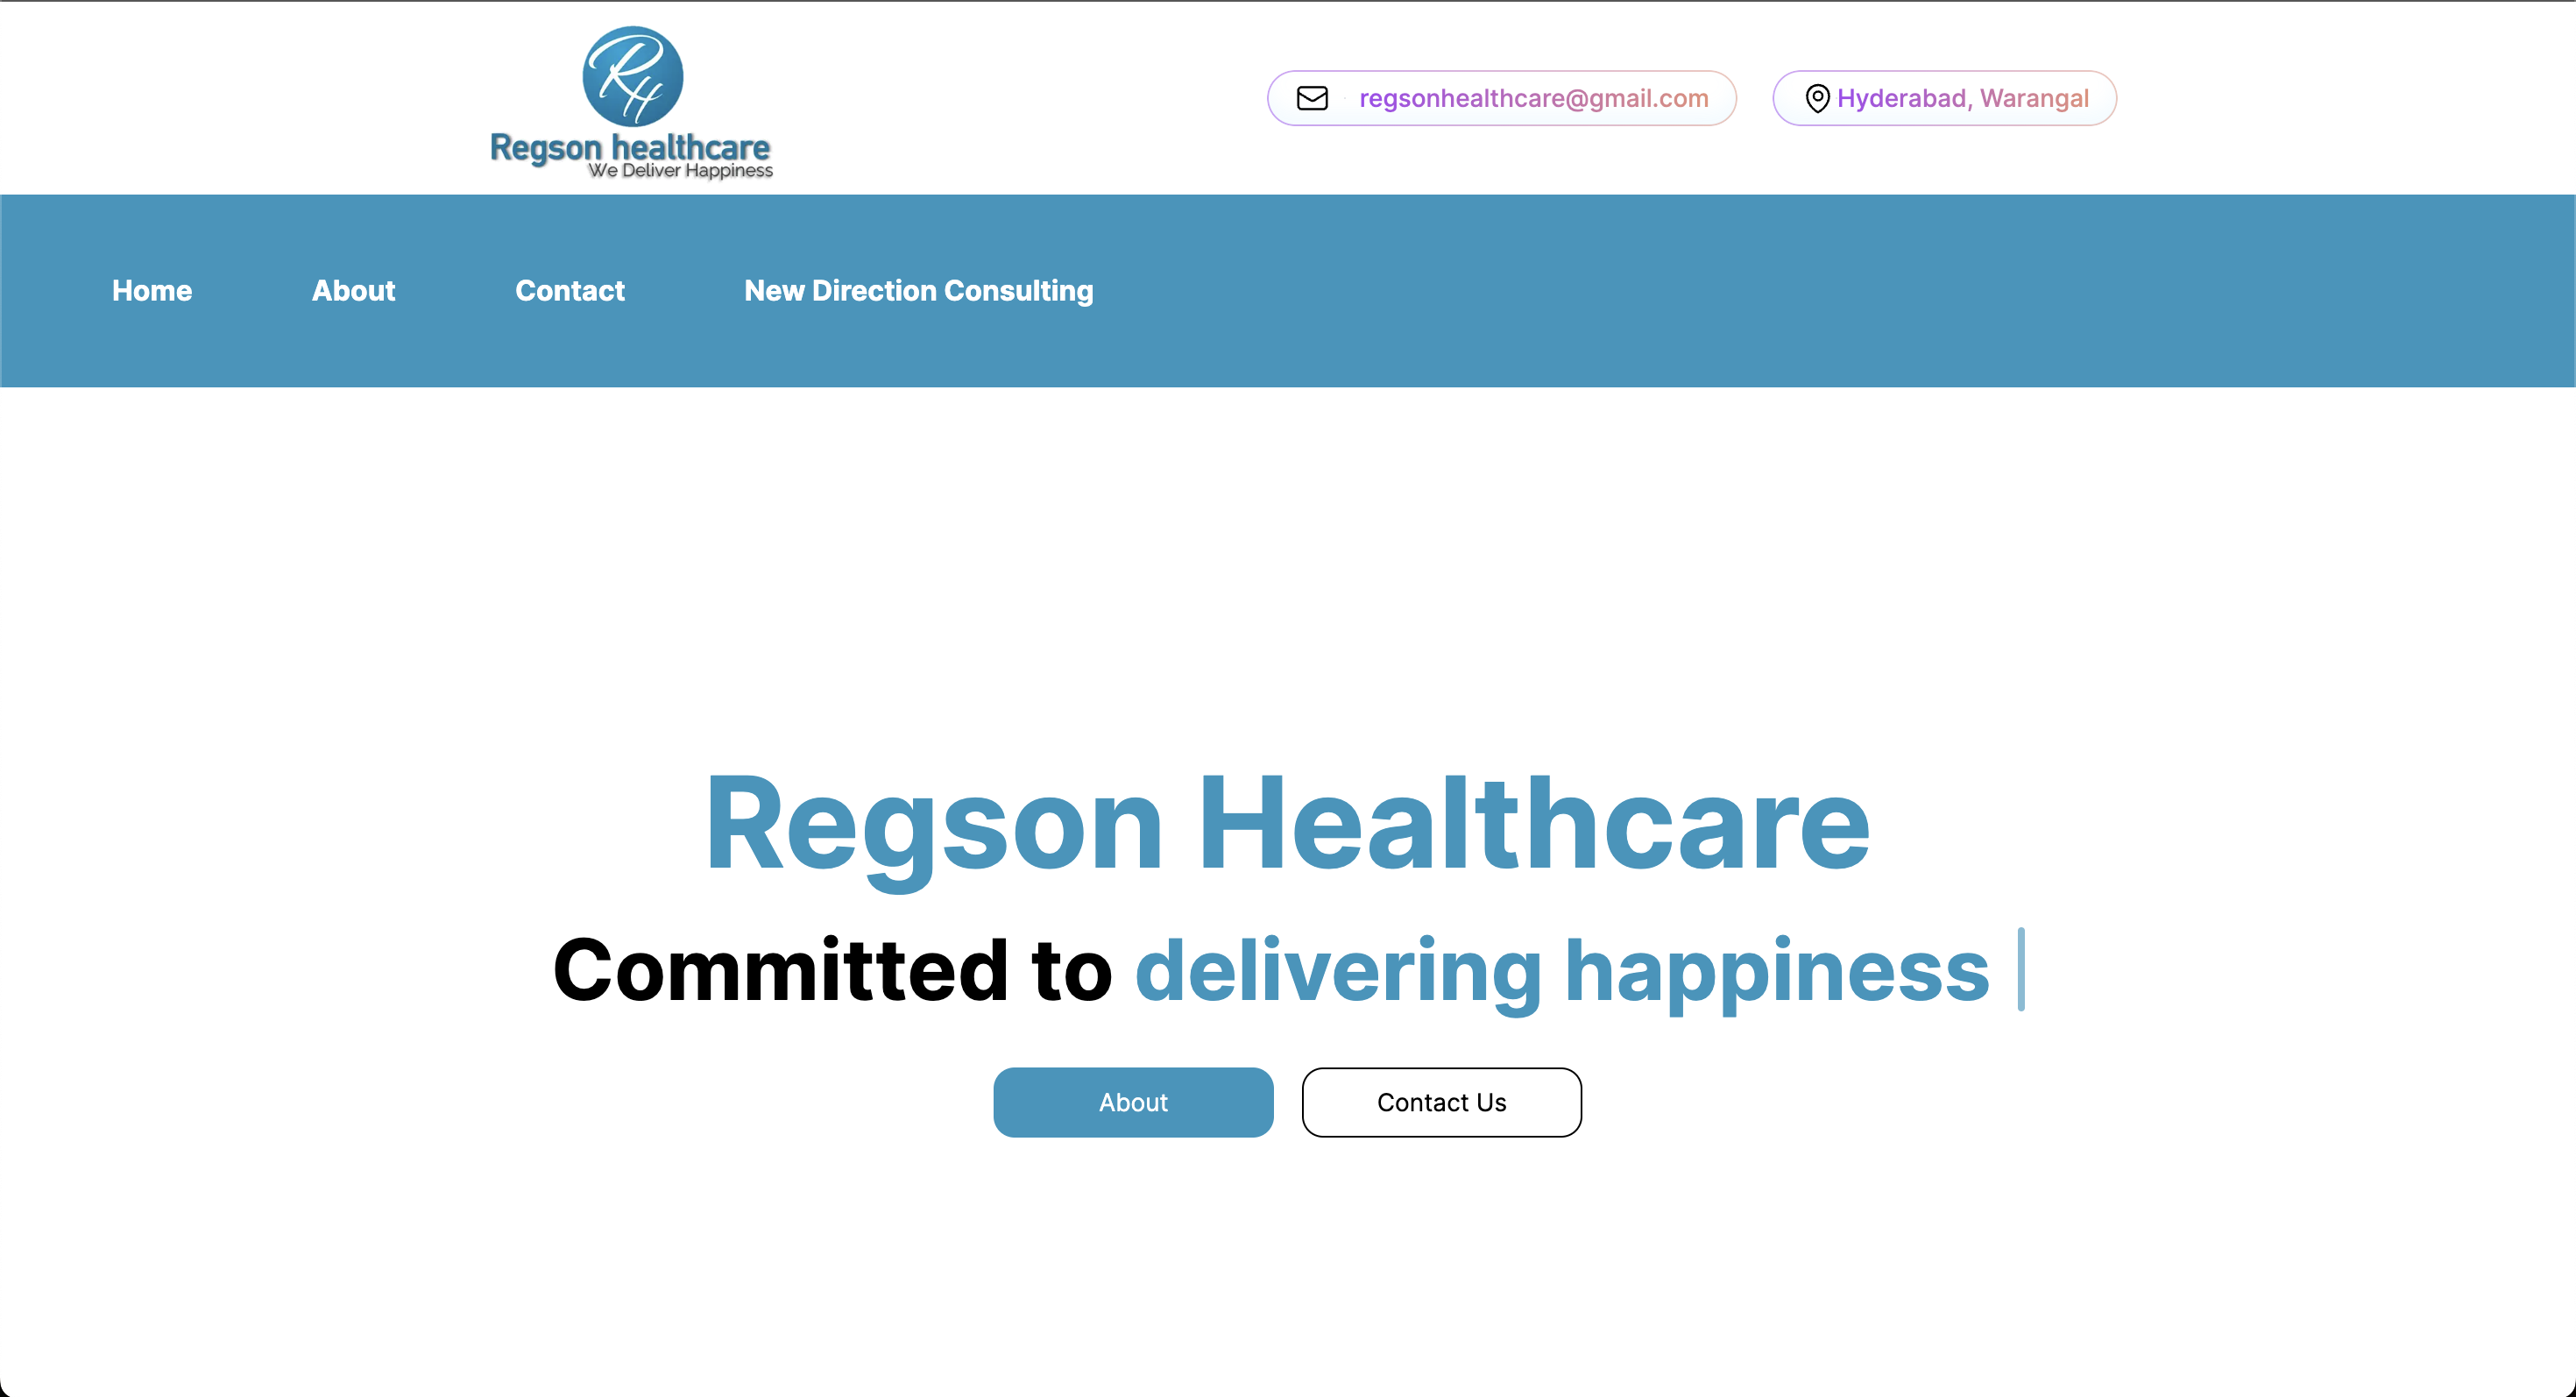 RH
Regson healthcare
We Deliver Happiness
regsonhealthcare@gmail.com
Hyderabad, Warangal
Home About Contact New Direction Consulting
Regson Healthcare
Committed to delivering happiness
About Contact Us